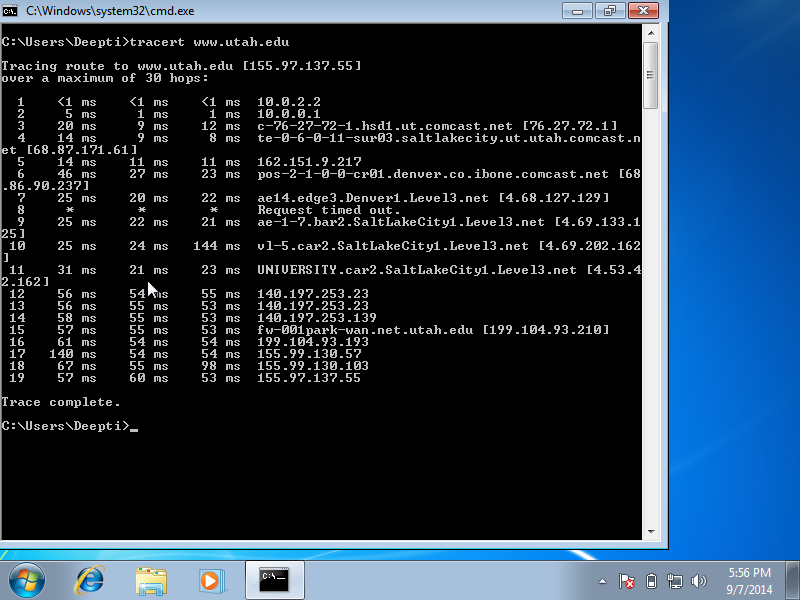 C:\Windows\system32\cmd.exe
C:\Users\Deepti>tracert www.utah.edu
Tracing route to www.utah.edu [155.97.137.55]
over a maximum of 30 hops:
1 <1 ms <1 ms <1 ms 10.0.2.2
2 5 ms 1 ms 1 ms 10.0.0.1
3 20 ms 9 ms 12 ms c-76-27-72-1.hsd1.ut.comcast.net [76.27.72.1]
4 14 ms 9 ms 8 ms te-0-6-0-11-sur03.saltlakecity.ut.utah.comcast.n
et [68.87.171.61]
5 14 ms 11 ms 11 ms 162.151.9.217
6 46 ms 27 ms 23 ms pos-2-1-0-0-cr01.denver.co.ibone.comcast.net [68
.86.90.237]
7 25 ms 20 ms 22 ms ae14.edge3.Denver1.Level3.net [4.68.127.129]
8 * * * Request timed out.
9 25 ms 22 ms 21 ms ae-1-7.bar2.SaltLakeCity1.Level3.net [4.69.133.1
25]
10 25 ms 24 ms 144 ms vl-5.car2.SaltLakeCity1.Level3.net [4.69.202.162
]
11 31 ms 21 ms 23 ms UNIVERSITY.car2.SaltLakeCity1.Level3.net [4.53.4
2.162]
12 56 ms 54 ms 55 ms 140.197.253.23
13 56 ms 55 ms 53 ms 140.197.253.23
14 58 ms 55 ms 53 ms 140.197.253.139
15 57 ms 55 ms 53 ms fw-001park-wan.net.utah.edu [199.104.93.210]
16 61 ms 54 ms 54 ms 199.104.93.193
17 140 ms 54 ms 54 ms 155.99.130.57
18 67 ms 55 ms 98 ms 155.99.130.103
19 57 ms 60 ms 53 ms 155.97.137.55
Trace complete.
C:\Users\Deepti>_
5:56 PM
9/7/2014